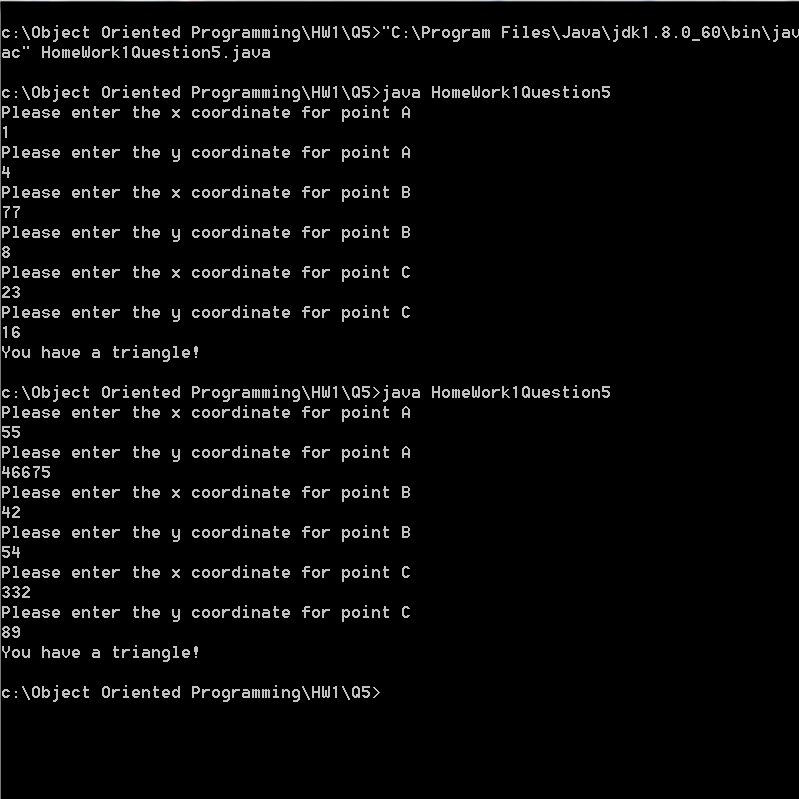 c:\Object Oriented Programming\HW1\Q5>"C:\Program Files\Java\jdk1.8.0_60\bin\jav
ac" HomeWork1Question5.java
c:\Object Oriented Programming\HW1\Q5>java HomeWork1Question5
Please enter the x coordinate for point A
1
Please enter the y coordinate for point A
4
Please enter the x coordinate for point B
77
Please enter the y coordinate for point B
8
Please enter the x coordinate for point C
23
Please enter the y coordinate for point C
16
You have a triangle!
c:\Object Oriented Programming\HW1\Q5>java HomeWork1Question5
Please enter the x coordinate for point A
55
Please enter the y coordinate for point A
46675
Please enter the x coordinate for point B
42
Please enter the y coordinate for point B
54
Please enter the x coordinate for point C
332
Please enter the y coordinate for point C
89
You have a triangle!
c:\Object Oriented Programming\HW1\Q5>